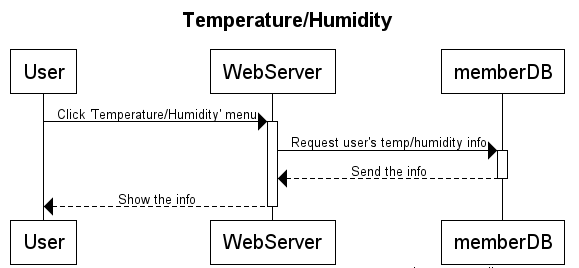 Temperature/Humidity
User
WebServer
memberDB
Click 'Temperature/Humidity' menu
Request user's temp/humidity info
Send the info
Show the info
User
WebServer
memberDB